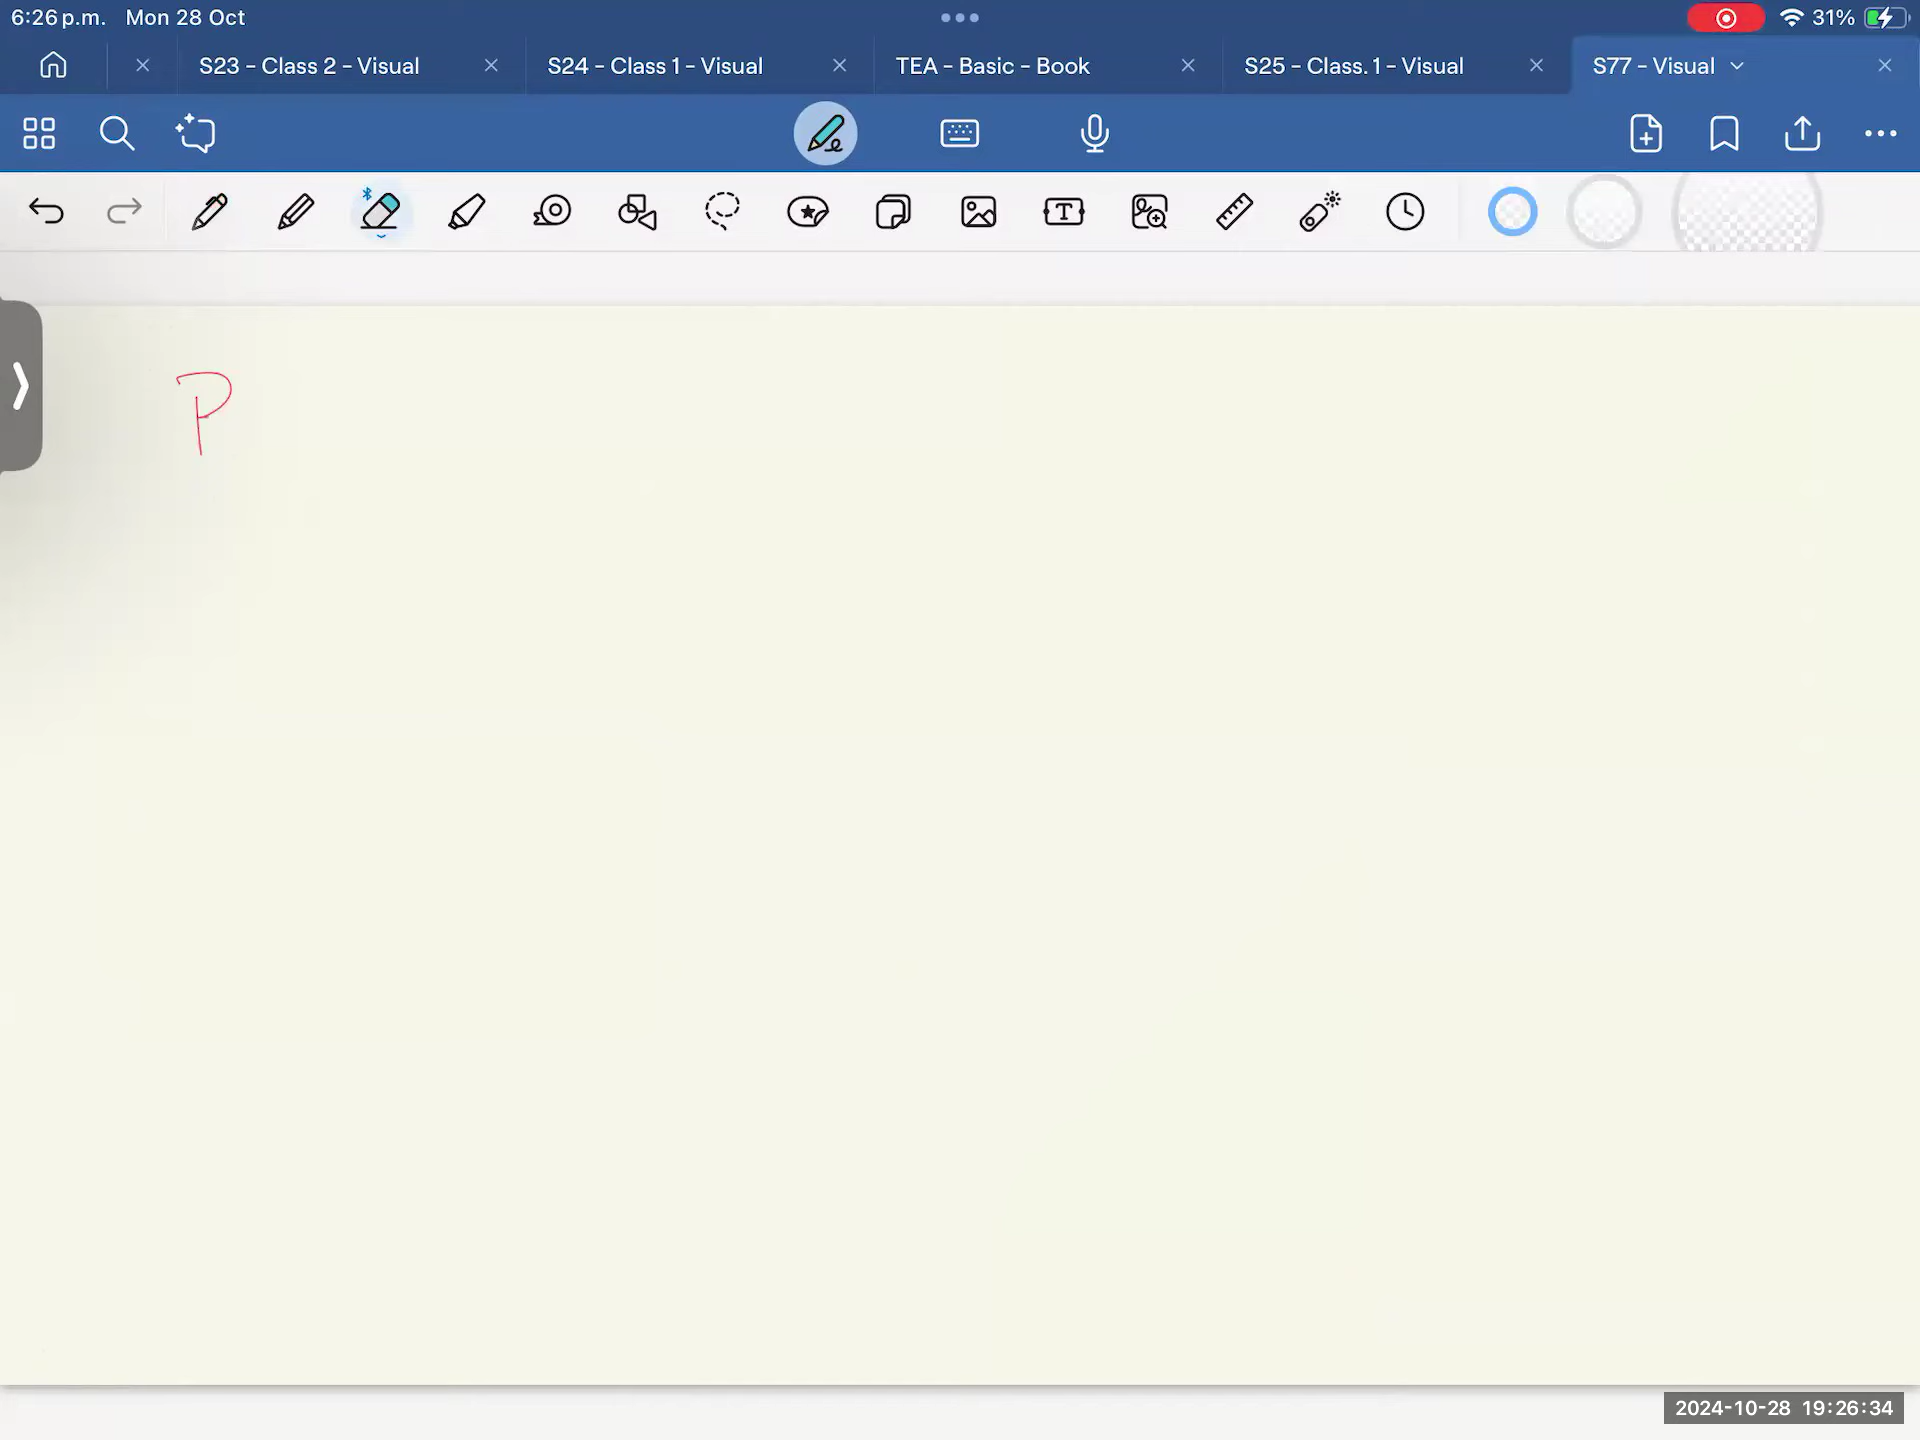 6:26 p.m. Mon 28 Oct
31%
S23 - Class 2 - Visual
S24 - Class 1 - Visual
TEA - Basic - Book
S25 - Class. 1 - Visual
S77 - Visual
P
2024-10-28 19:26:34